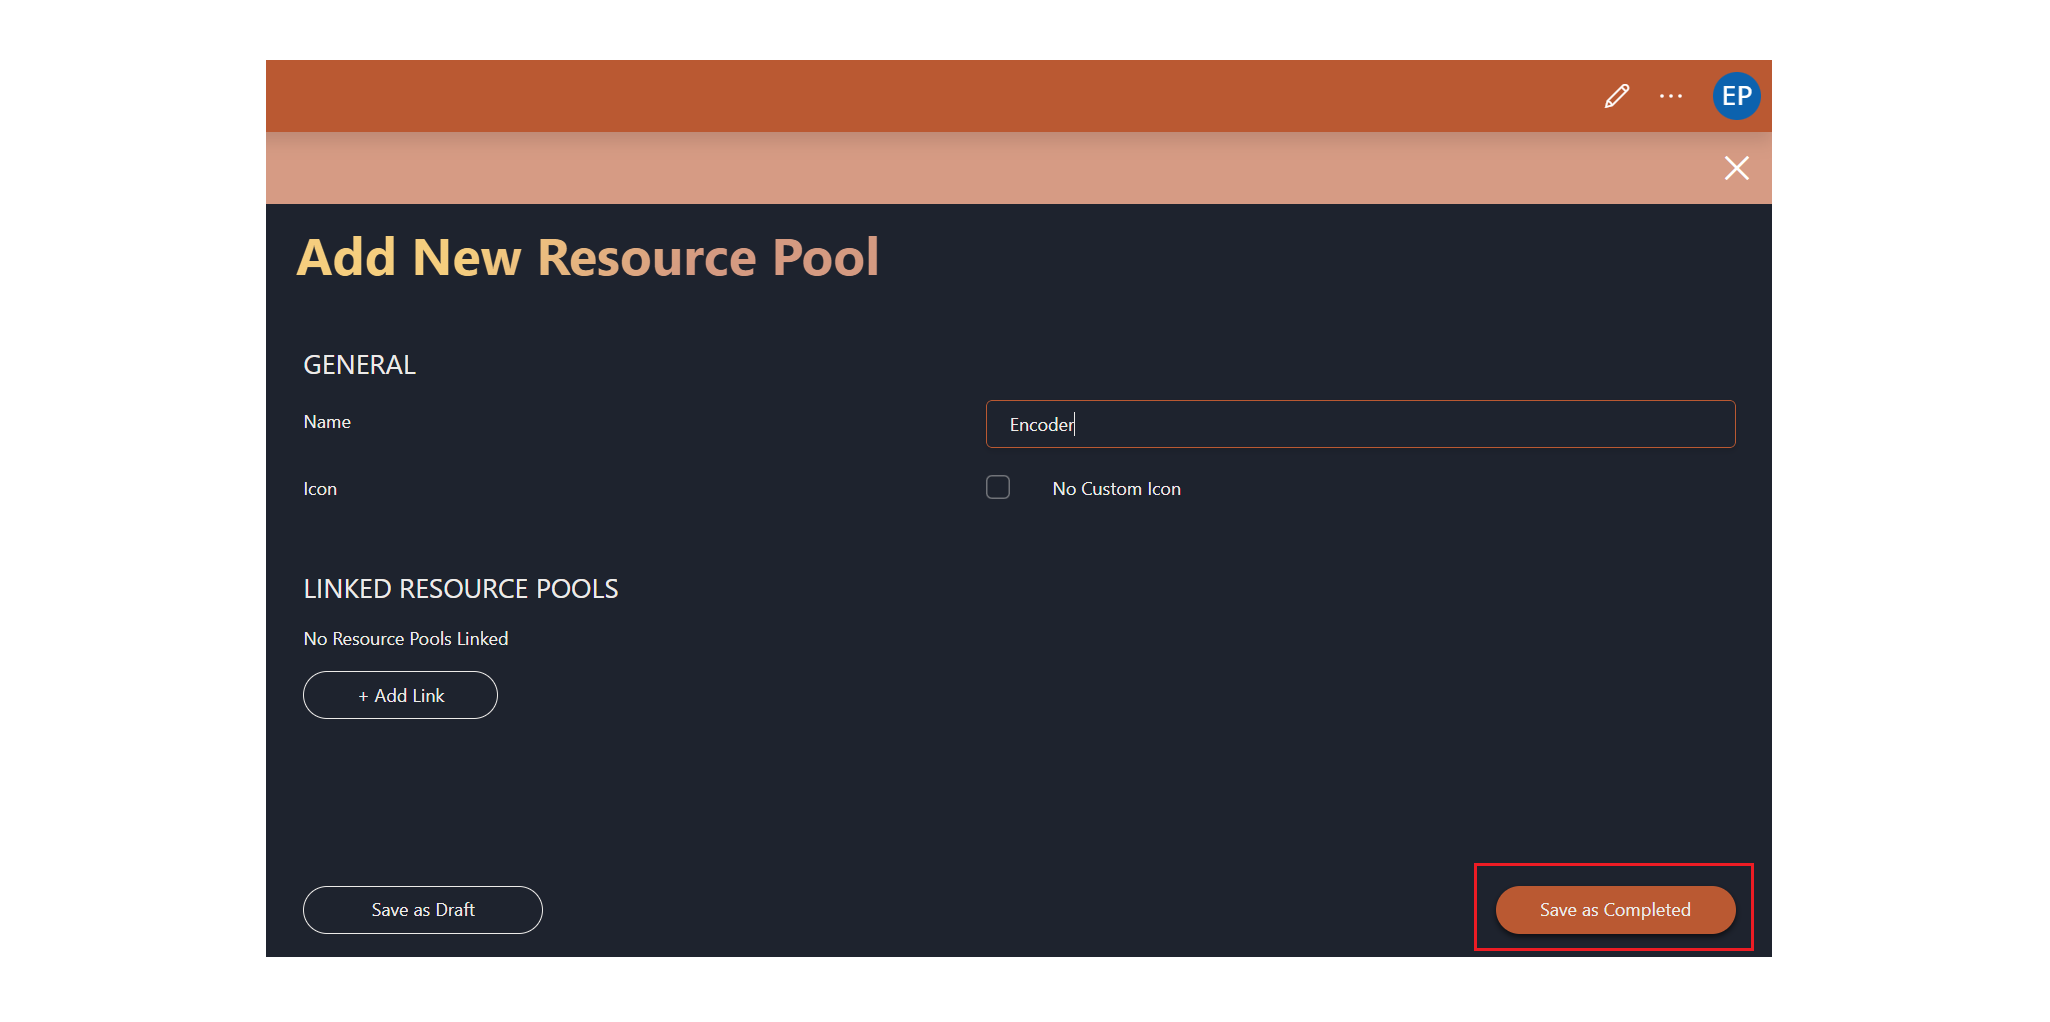 EP
Add New Resource Pool
GENERAL
Name
Encoder
Icon
No Custom Icon
LINKED RESOURCE POOLS
No Resource Pools Linked
+ Add Link
Save as Draft
Save as Completed